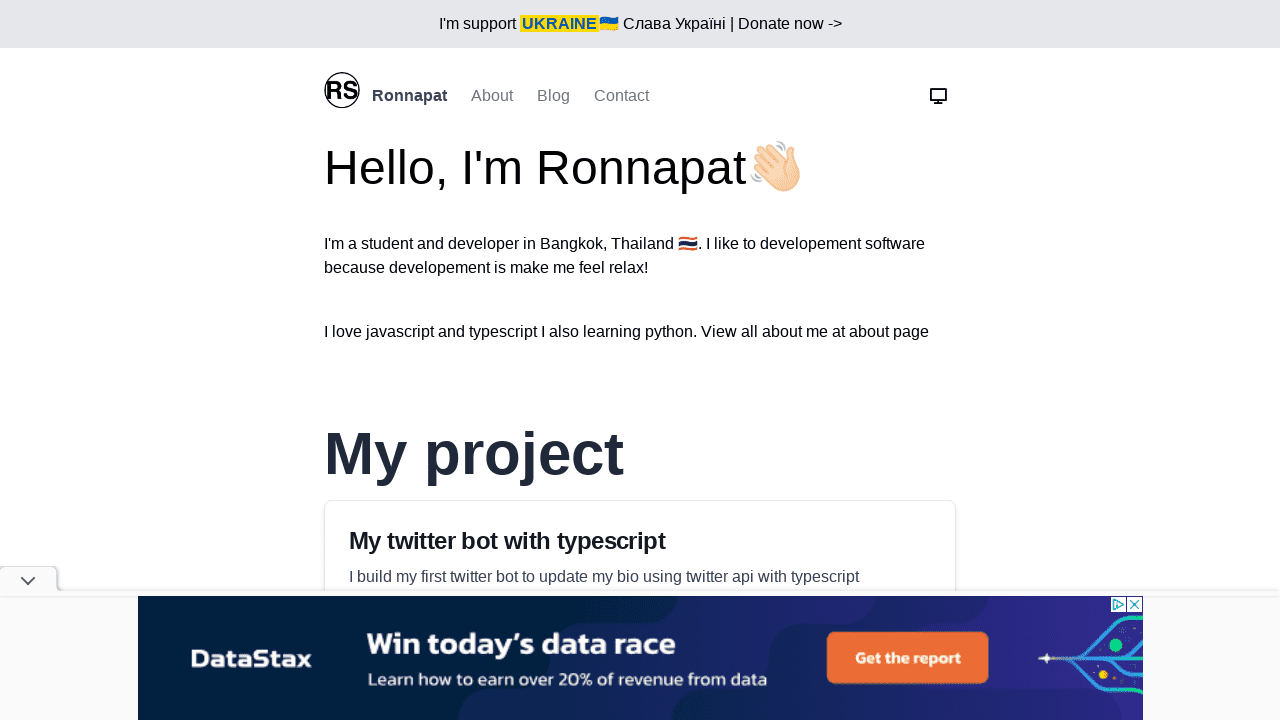 I'm support UKRAINE🇺🇦 Слава Україні | Donate now ->
RS
Ronnapat About Blog Contact
Hello, I'm Ronnapat👋🏻
I'm a student and developer in Bangkok, Thailand 🇹🇭. I like to developement software
because developement is make me feel relax!
I love javascript and typescript I also learning python. View all about me at about page
My project
My twitter bot with typescript
I build my first twitter bot to update my bio using twitter api with typescript
DataStax
Win today's data race
Learn how to earn over 20% of revenue from data
Get the report